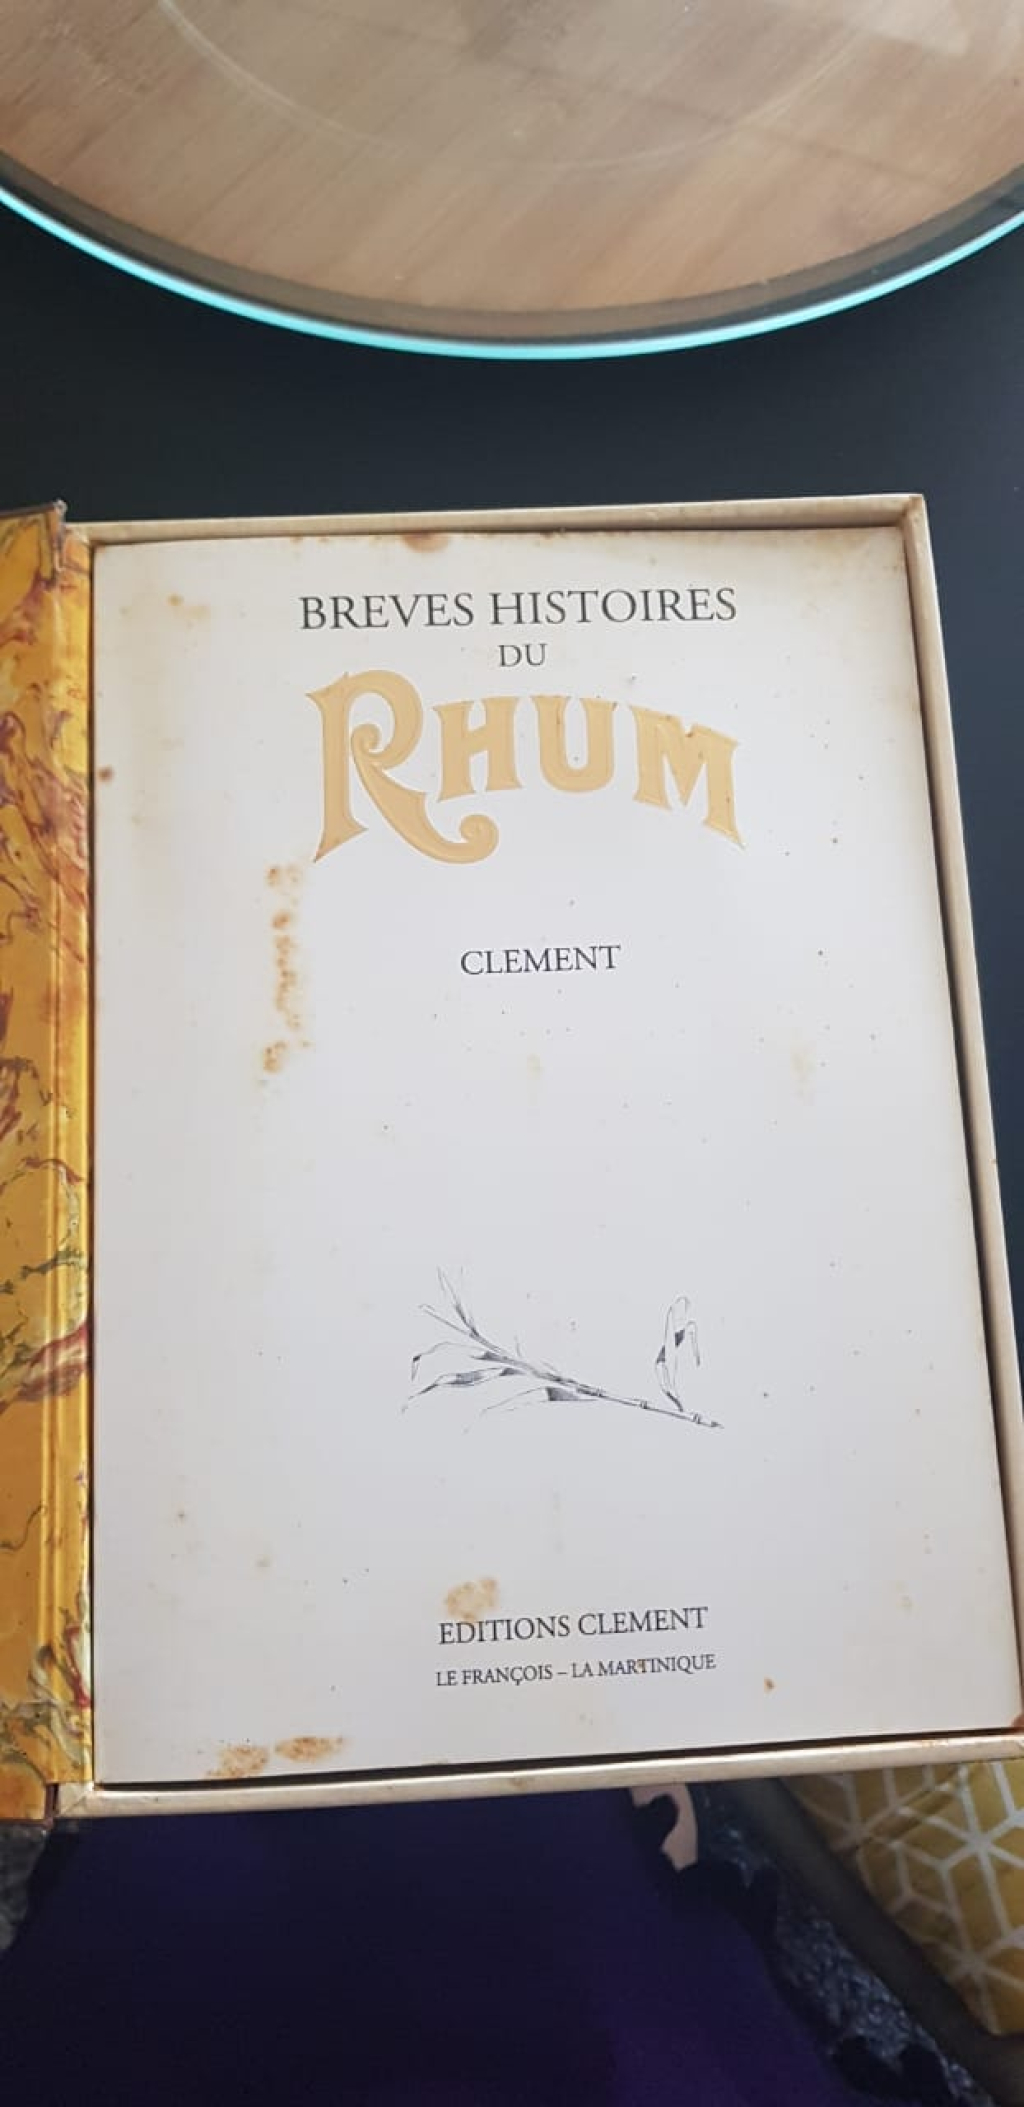 BREVES HISTOIRES
DU
RHUM
CLEMENT
EDITIONS CLEMENT
LE FRANÇOIS – LA MARTINIQUE